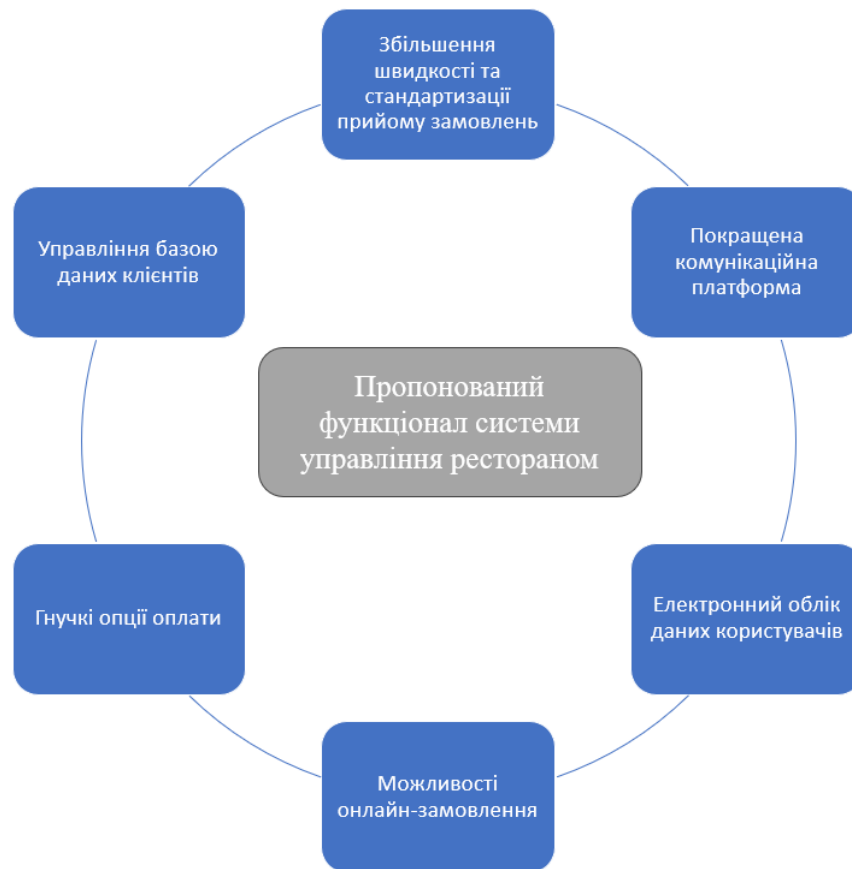 Збільшення
швидкості та
стандартизації
прийому замовлень
Управління базою
даних клієнтів
Покращена
комунікаційна
платформа
Пропонований
функціонал системи
управління рестораном
Гнучкі опції оплати
Електронний облік
даних користувачів
Можливості
онлайн-замовлення